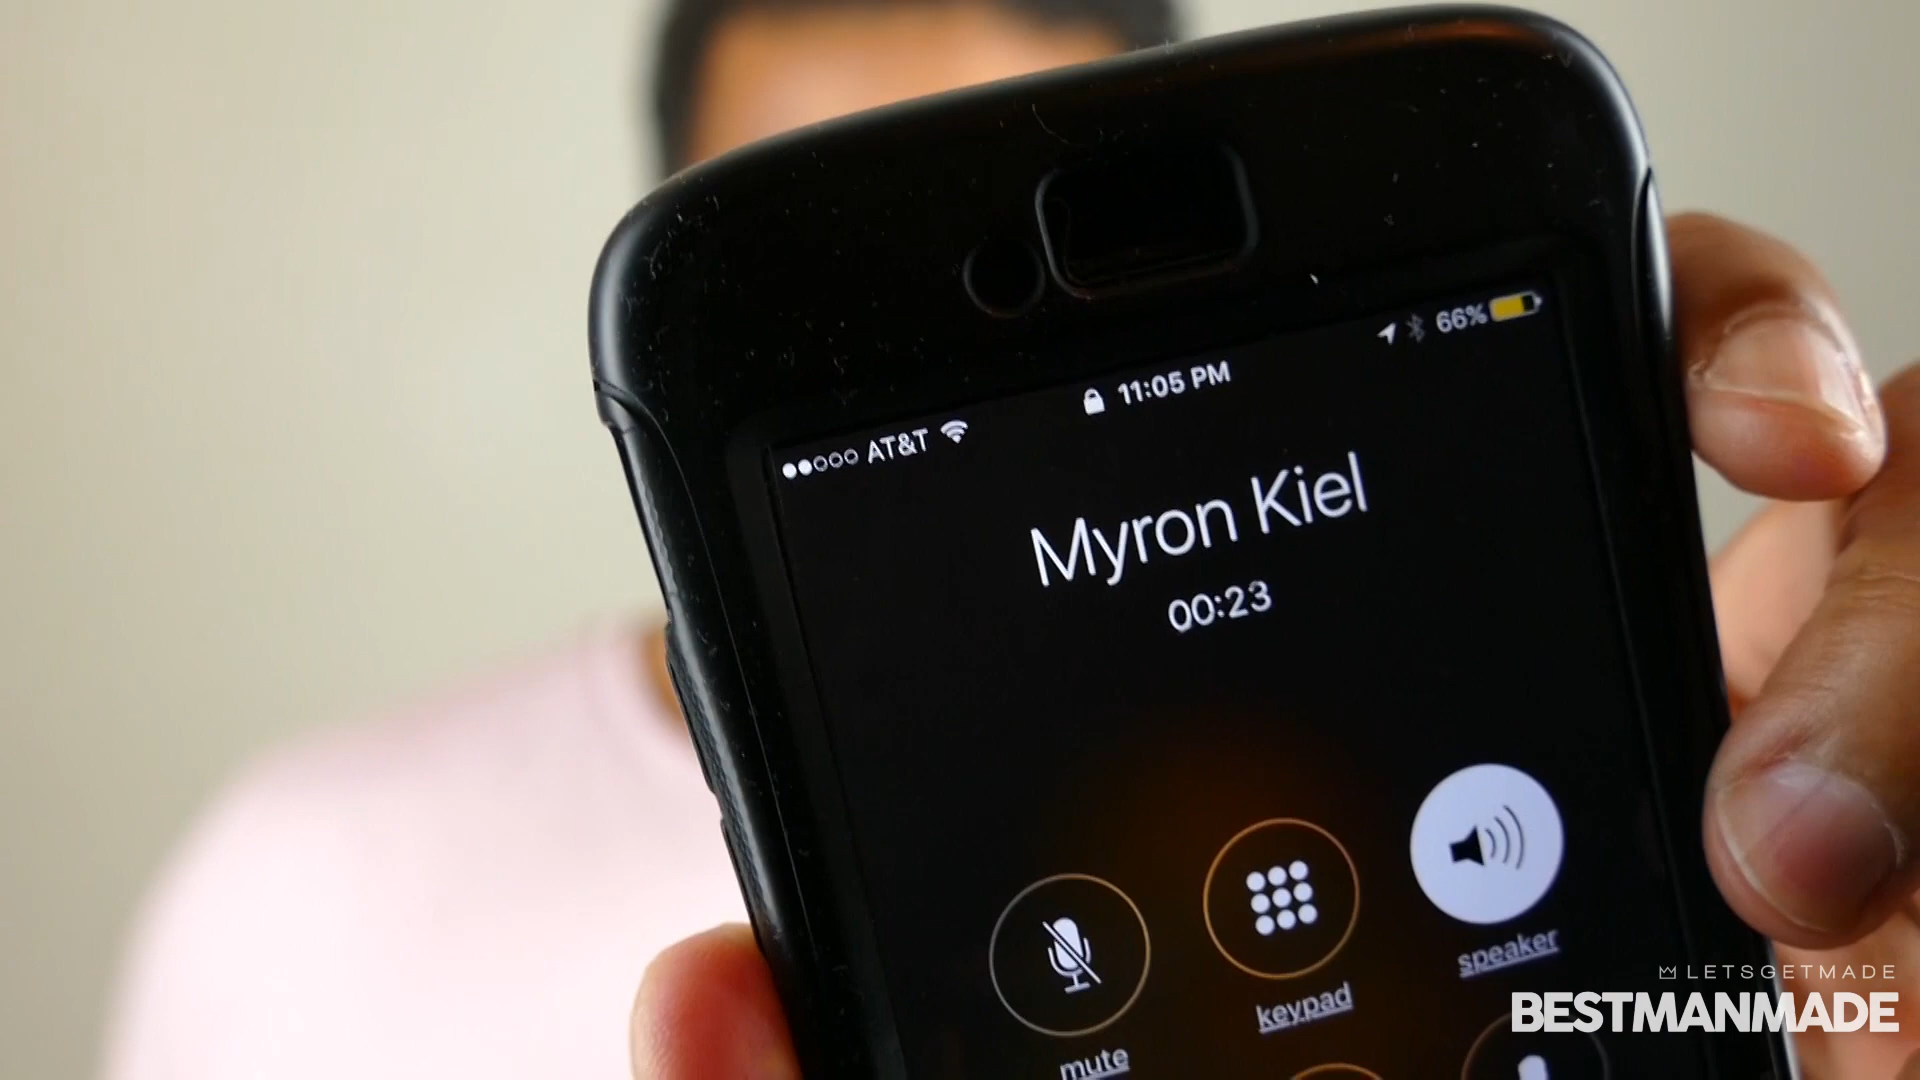 66%
11:05 PM
AT&T
Myron Kiel
00:23
speaker
keypad
mute
LETSGETMADE
BESTMANMADE